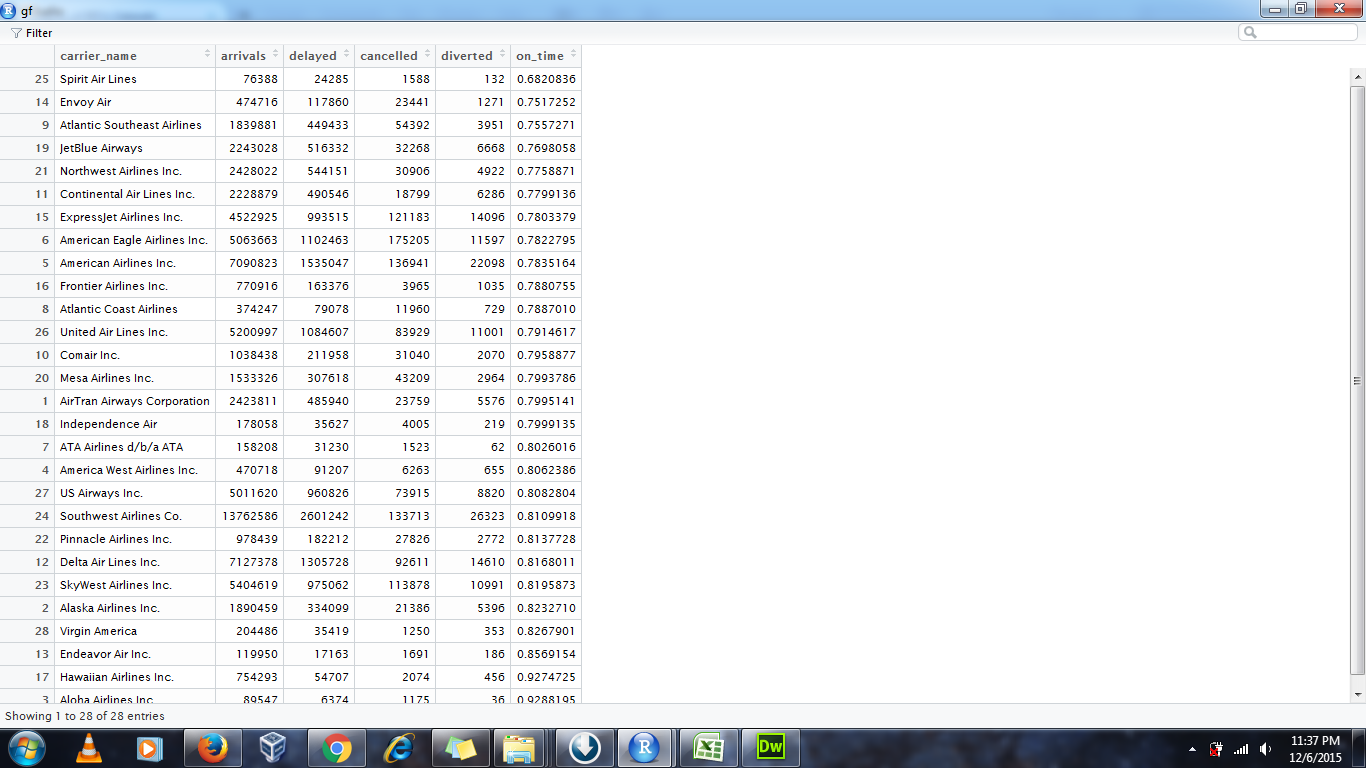 gf
Filter
carrier_name arrivals delayed cancelled diverted on_time
25 Spirit Air Lines 76388 24285 1588 132 0.6820836
14 Envoy Air 474716 117860 23441 1271 0.7517252
9 Atlantic Southeast Airlines 1839881 449433 54392 3951 0.7557271
19 JetBlue Airways 2243028 516332 32268 6668 0.7698058
21 Northwest Airlines Inc. 2428022 544151 30906 4922 0.7758871
11 Continental Air Lines Inc. 2228879 490546 18799 6286 0.7799136
15 ExpressJet Airlines Inc. 4522925 993515 121183 14096 0.7803379
6 American Eagle Airlines Inc. 5063663 1102463 175205 11597 0.7822795
5 American Airlines Inc. 7090823 1535047 136941 22098 0.7835164
16 Frontier Airlines Inc. 770916 163376 3965 1035 0.7880755
8 Atlantic Coast Airlines 374247 79078 11960 729 0.7887010
26 United Air Lines Inc. 5200997 1084607 83929 11001 0.7914617
10 Comair Inc. 1038438 211958 31040 2070 0.7958877
20 Mesa Airlines Inc. 1533326 307618 43209 2964 0.7993786
1 AirTran Airways Corporation 2423811 485940 23759 5576 0.7995141
18 Independence Air 178058 35627 4005 219 0.7999135
7 ATA Airlines d/b/a ATA 158208 31230 1523 62 0.8026016
4 America West Airlines Inc. 470718 91207 6263 655 0.8062386
27 US Airways Inc. 5011620 960826 73915 8820 0.8082804
24 Southwest Airlines Co. 13762586 2601242 133713 26323 0.8109918
22 Pinnacle Airlines Inc. 978439 182212 27826 2772 0.8137728
12 Delta Air Lines Inc. 7127378 1305728 92611 14610 0.8168011
23 SkyWest Airlines Inc. 5404619 975062 113878 10991 0.8195873
2 Alaska Airlines Inc. 1890459 334099 21386 5396 0.8232710
28 Virgin America 204486 35419 1250 353 0.8267901
13 Endeavor Air Inc. 119950 17163 1691 186 0.8569154
17 Hawaiian Airlines Inc. 754293 54707 2074 456 0.9274725
3 Aloha Airlines Inc. 89547 6374 1175 36 0.9288195
Showing 1 to 28 of 28 entries
R
Dw
11:37 PM
12/6/2015